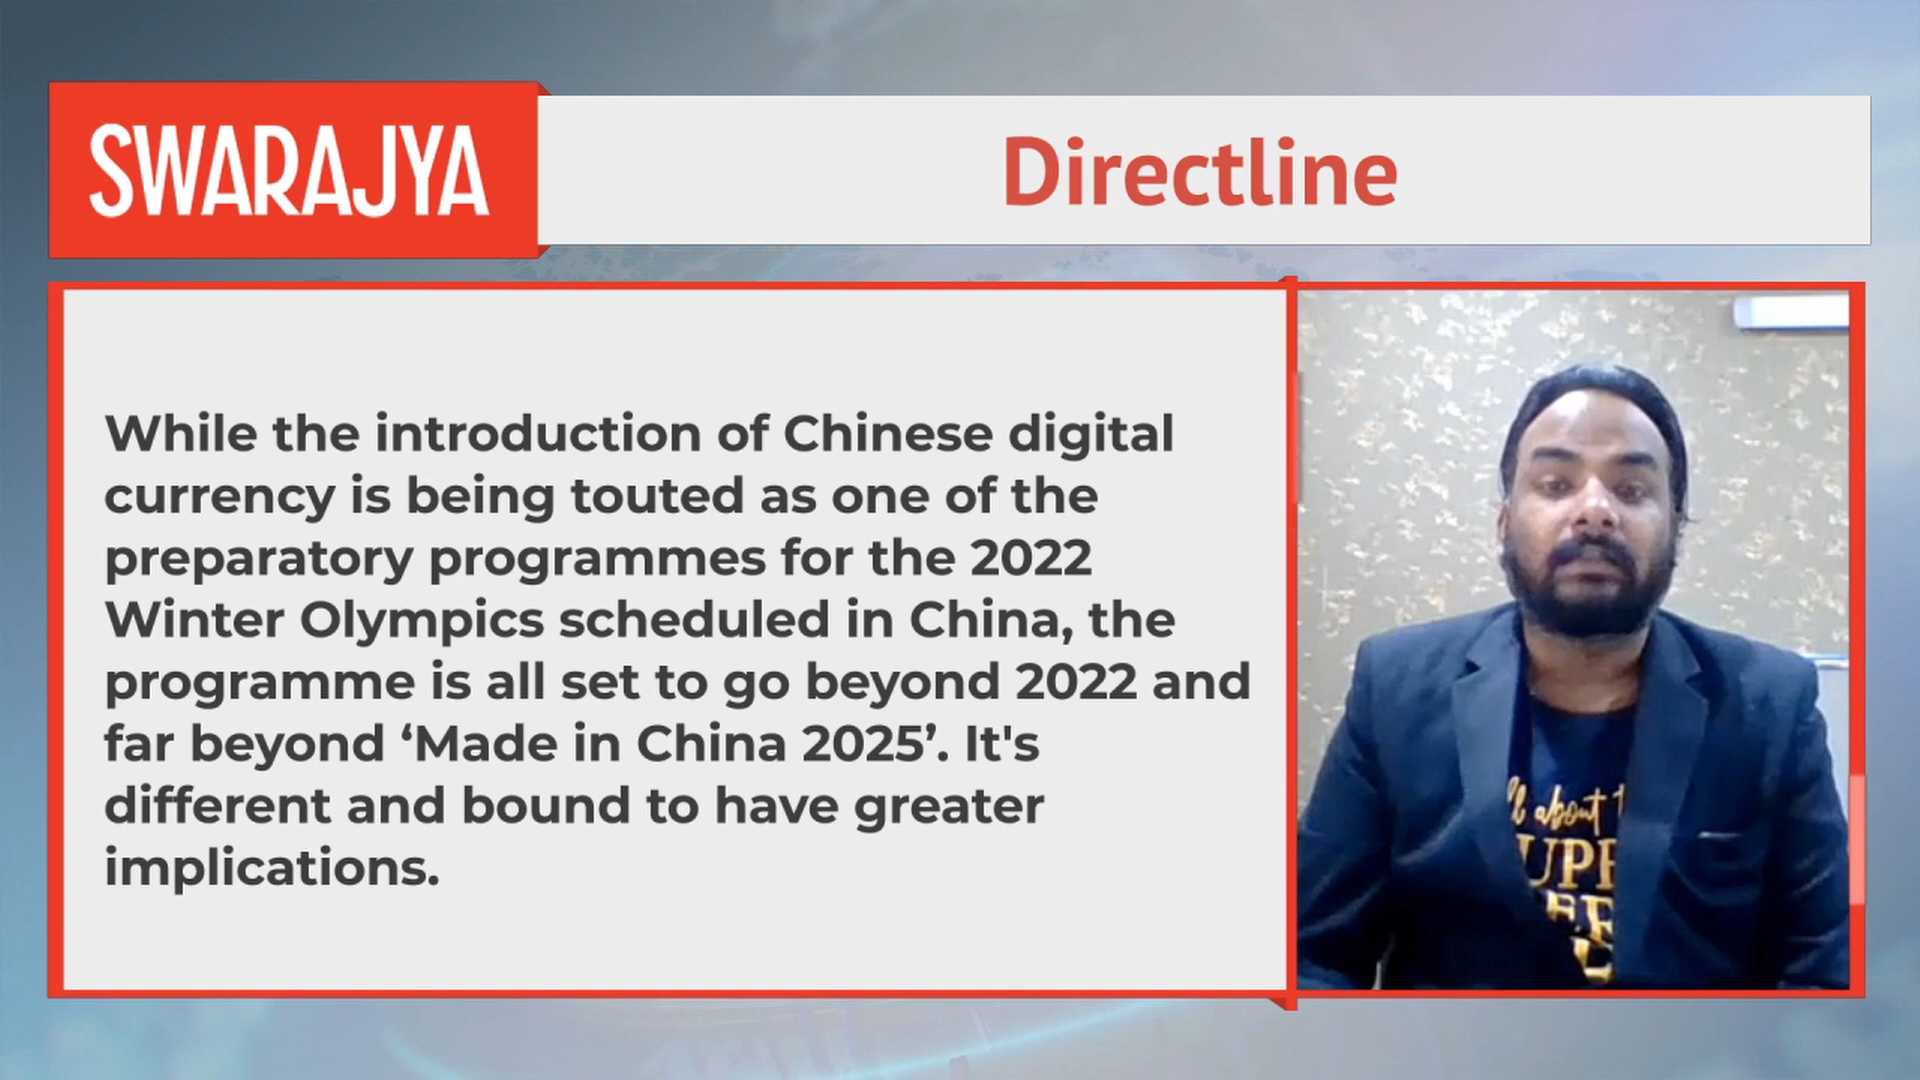 SWARAJYA
Directline
While the introduction of Chinese digital
currency is being touted as one of the
preparatory programmes for the 2022
Winter Olympics scheduled in China, the
programme is all set to go beyond 2022 and
far beyond ‘Made in China 2025’. It's
different and bound to have greater
implications.
about